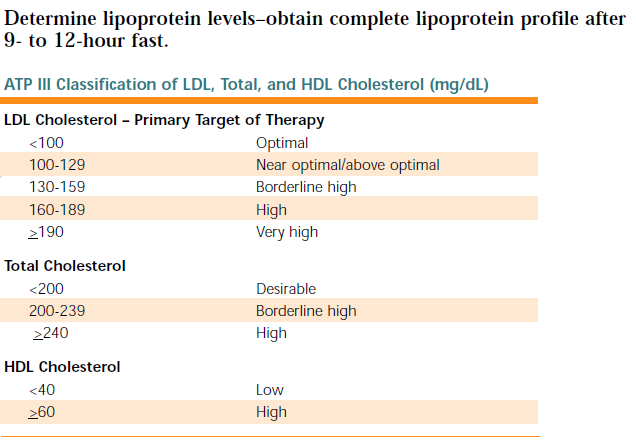 Determine lipoprotein levels–obtain complete lipoprotein profile after
9- to 12-hour fast.
ATP III Classification of LDL, Total, and HDL Cholesterol (mg/dL)
LDL Cholesterol – Primary Target of Therapy
<100 Optimal
100-129 Near optimal/above optimal
130-159 Borderline high
160-189 High
≥190 Very high
Total Cholesterol
<200 Desirable
200-239 Borderline high
≥240 High
HDL Cholesterol
<40 Low
≥60 High